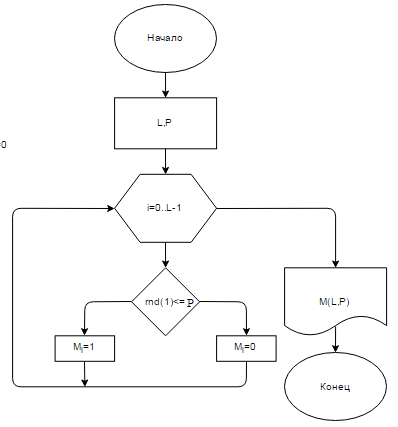 Начало
L,P
=0
i=0..L-1
rnd(1)<= P
Mi=1
Mi=0
M(L,P)
Конец